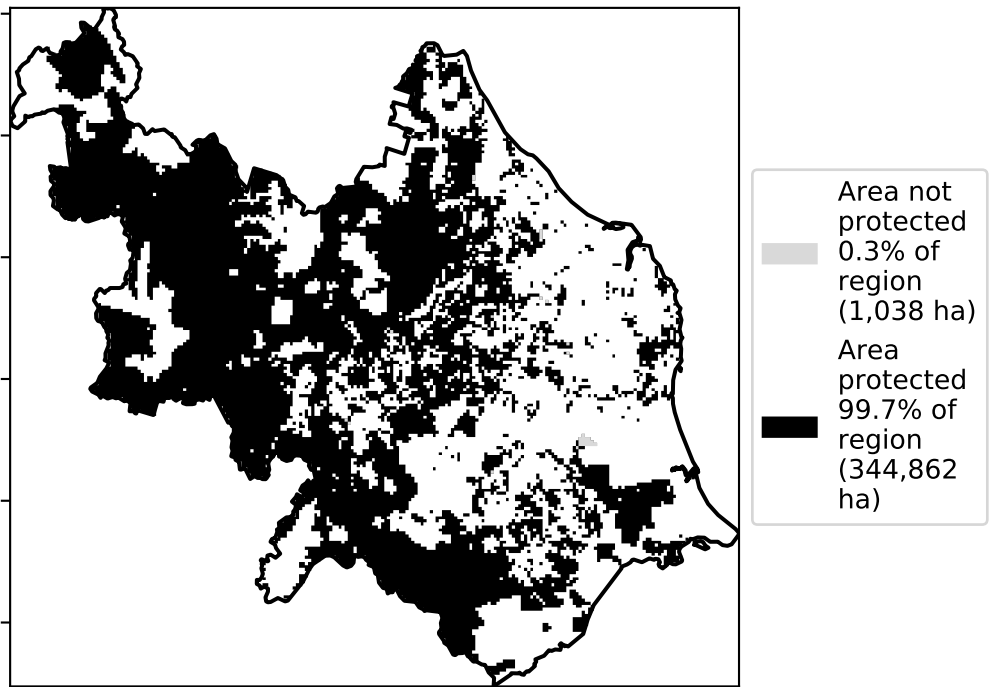 Area not
protected
0.3% of
region
(1,038 ha)
Area
protected
99.7% of
region
(344,862
ha)